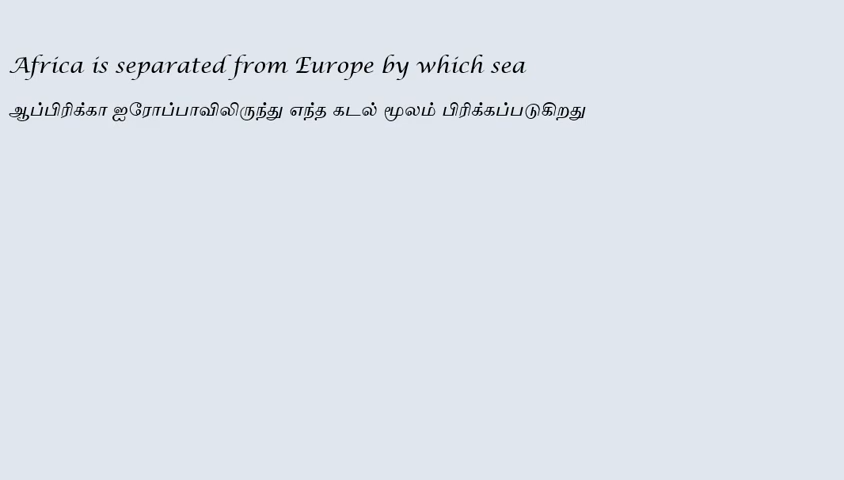 Africa is separated from Europe by which sea
ஆப்பிரிக்கா ஐரோப்பாவிலிருந்து எந்த கடல் மூலம் பிரிக்கப்படுகிறது